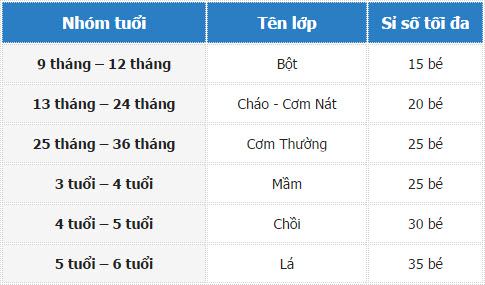 Nhóm tuổi Tên lớp Sỉ số tối đa
9 tháng – 12 tháng Bột 15 bé
13 tháng – 24 tháng Cháo - Cơm Nát 20 bé
25 tháng – 36 tháng Cơm Thường 25 bé
3 tuổi – 4 tuổi Mầm 25 bé
4 tuổi – 5 tuổi Chồi 30 bé
5 tuổi – 6 tuổi Lá 35 bé